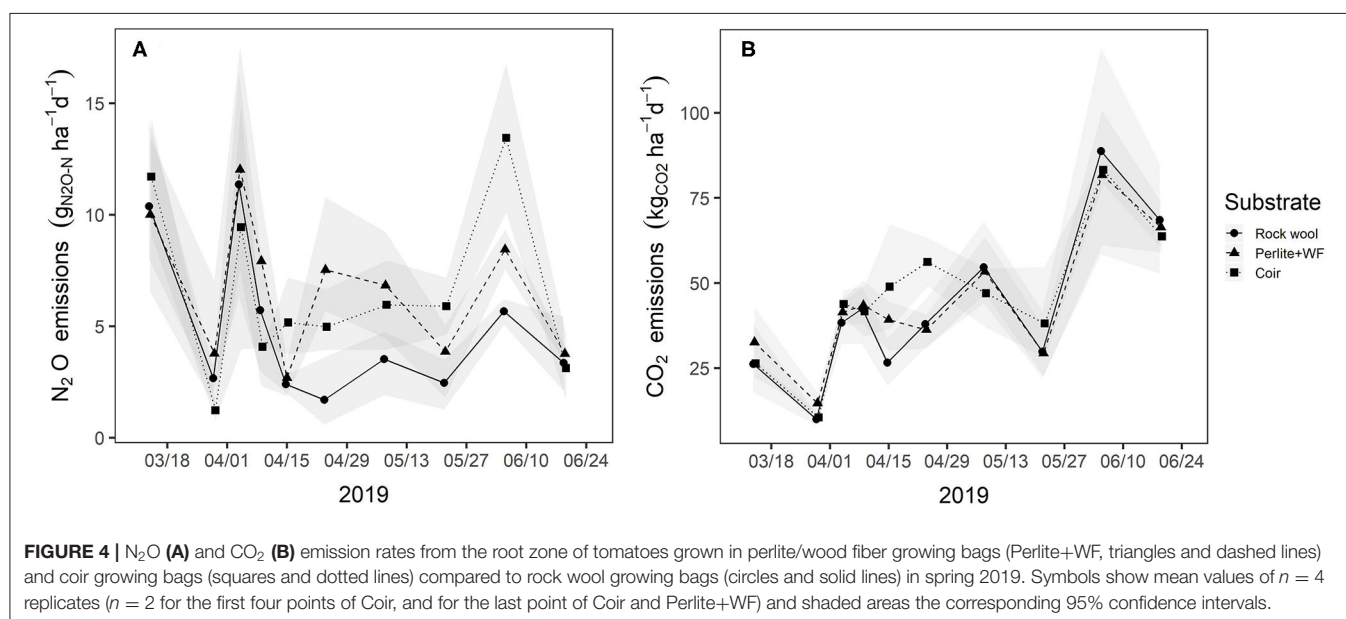 A
N₂O emissions (gN₂O-N ha⁻¹d⁻¹)
15
10
5
0
03/18 04/01 04/15 04/29 05/13 05/27 06/10 06/24
2019
B
CO₂ emissions (kgCO₂ ha⁻¹d⁻¹)
100
75
50
25
03/18 04/01 04/15 04/29 05/13 05/27 06/10 06/24
2019
Substrate
Rock wool
Perlite+WF
Coir
FIGURE 4 | N₂O (A) and CO₂ (B) emission rates from the root zone of tomatoes grown in perlite/wood fiber growing bags (Perlite+WF, triangles and dashed lines)
and coir growing bags (squares and dotted lines) compared to rock wool growing bags (circles and solid lines) in spring 2019. Symbols show mean values of n = 4
replicates (n = 2 for the first four points of Coir, and for the last point of Coir and Perlite+WF) and shaded areas the corresponding 95% confidence intervals.